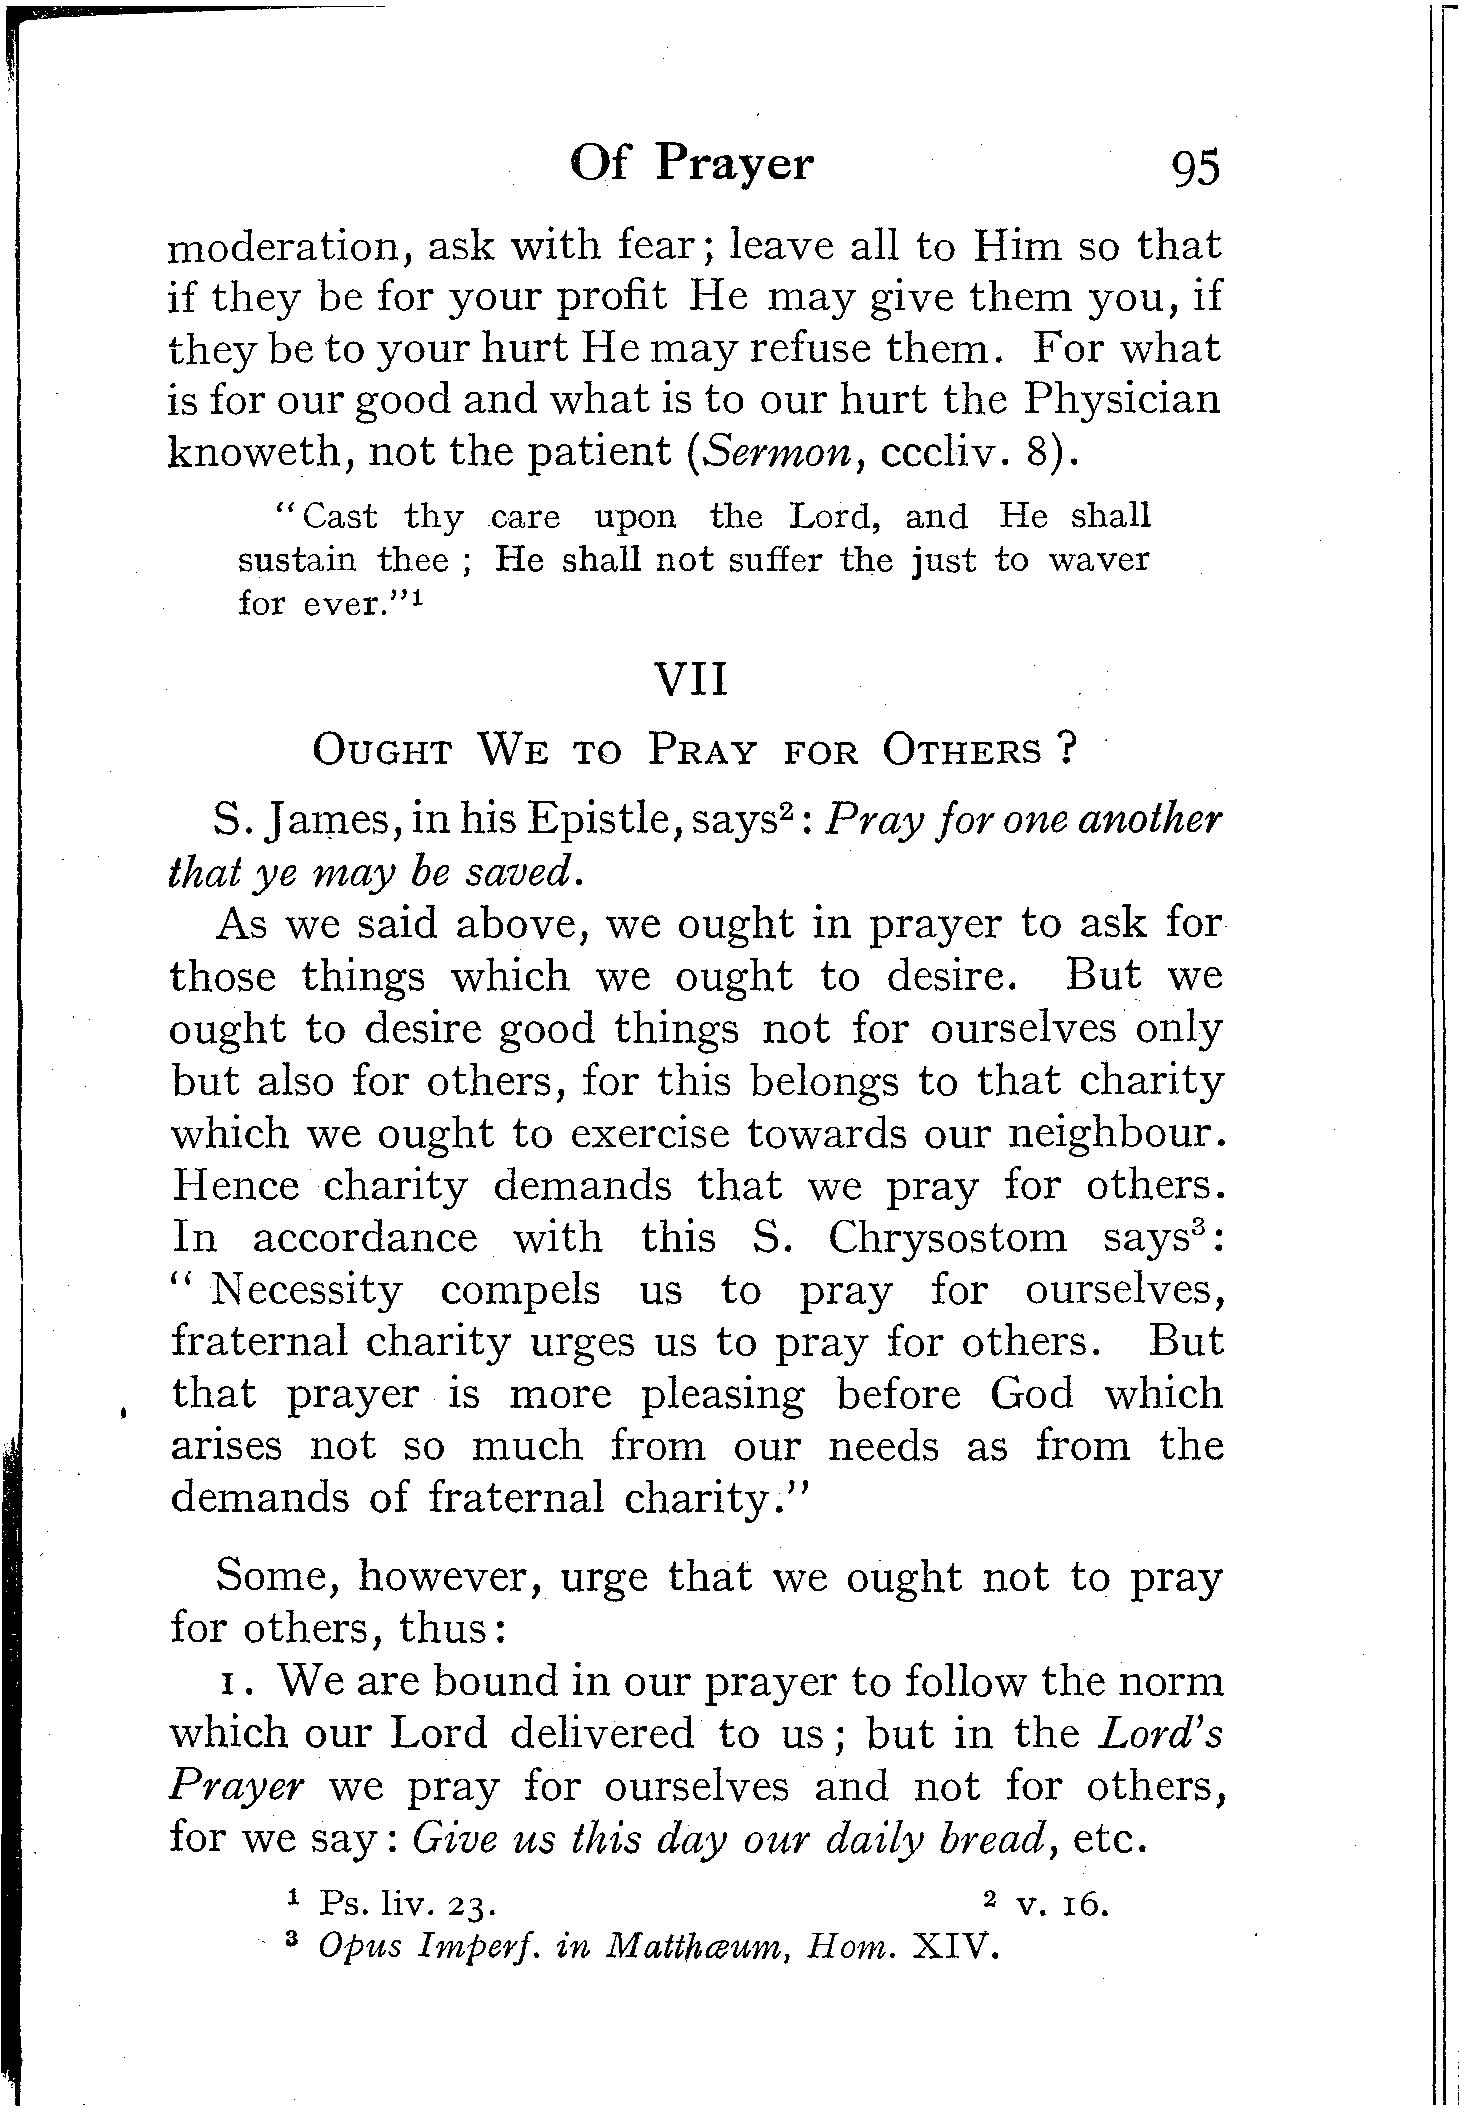 Of Prayer 95
moderation, ask with fear; leave all to Him so that
if they be for your profit He may give them you, if
they be to your hurt He may refuse them. For what
is for our good and what is to our hurt the Physician
knoweth, not the patient (Sermon, cccliv. 8).
"Cast thy care upon the Lord, and He shall
sustain thee ; He shall not suffer the just to waver
for ever."¹
VII
OUGHT WE TO PRAY FOR OTHERS ?
S. James, in his Epistle, says²: Pray for one another
that ye may be saved.
As we said above, we ought in prayer to ask for
those things which we ought to desire. But we
ought to desire good things not for ourselves only
but also for others, for this belongs to that charity
which we ought to exercise towards our neighbour.
Hence charity demands that we pray for others.
In accordance with this S. Chrysostom says³:
" Necessity compels us to pray for ourselves,
fraternal charity urges us to pray for others. But
that prayer is more pleasing before God which
arises not so much from our needs as from the
demands of fraternal charity."
Some, however, urge that we ought not to pray
for others, thus:
1. We are bound in our prayer to follow the norm
which our Lord delivered to us; but in the Lord's
Prayer we pray for ourselves and not for others,
for we say: Give us this day our daily bread, etc.
¹ Ps. liv. 23. ² v. 16.
³ Opus Imperf. in Matthæum, Hom. XIV.